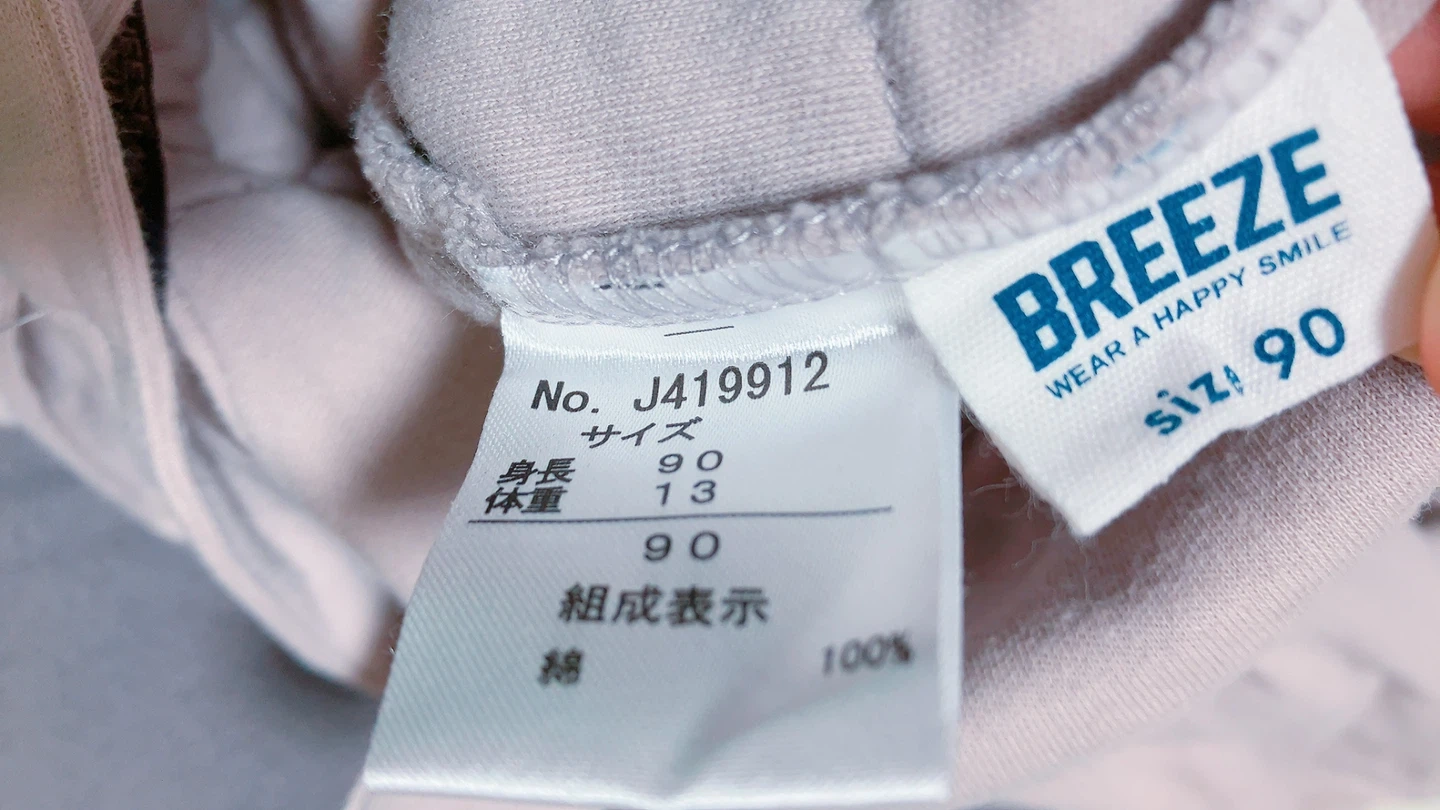 No. J419912
サイズ
身長 90
体重 13
90
組成表示
綿 100%
BREEZE
WEAR A HAPPY SMILE
size 90